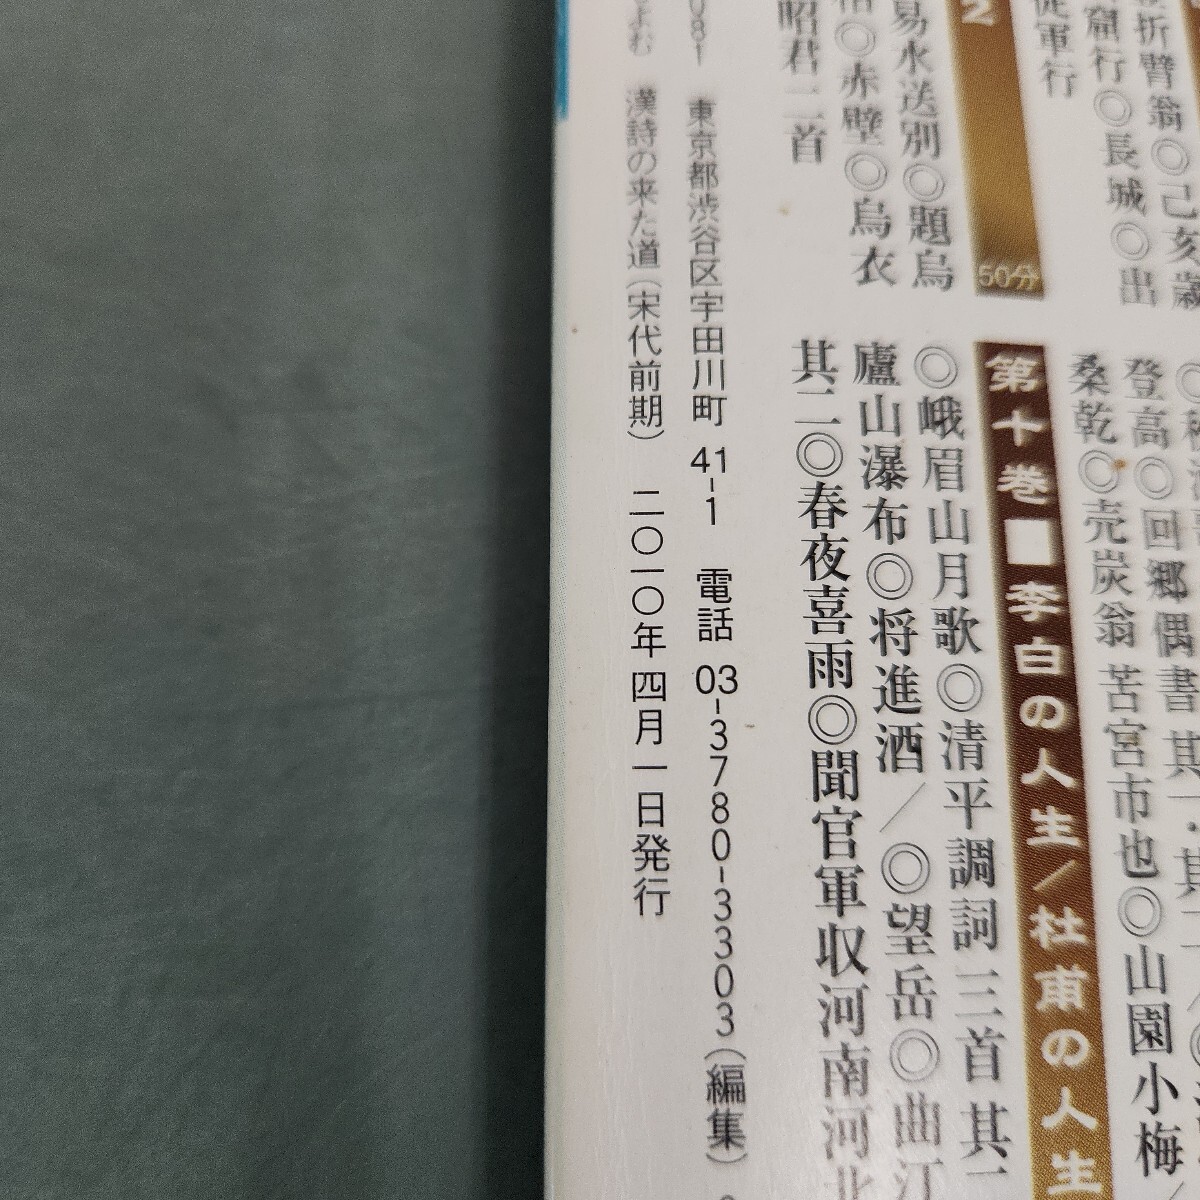 折臂翁◎己亥歳
窟行◎長城◎出
従軍行
2
50分
易水送別◎題烏
◎赤壁◎烏衣
昭君二首
登高◎回郷偶書 其一・其二
桑乾◎売炭翁 苦宮市也◎山園小梅
第十巻■李白の人生/杜甫の人生
◎峨眉山月歌◎清平調詞 三首 其一
廬山瀑布◎将進酒/◎望岳◎曲江
其二◎春夜喜雨◎聞官軍収河南河北
081 東京都渋谷区宇田川町 41-1 電話 03-3780-3303(編集)
よむ 漢詩の来た道(宋代前期) 二〇一〇年四月一日発行